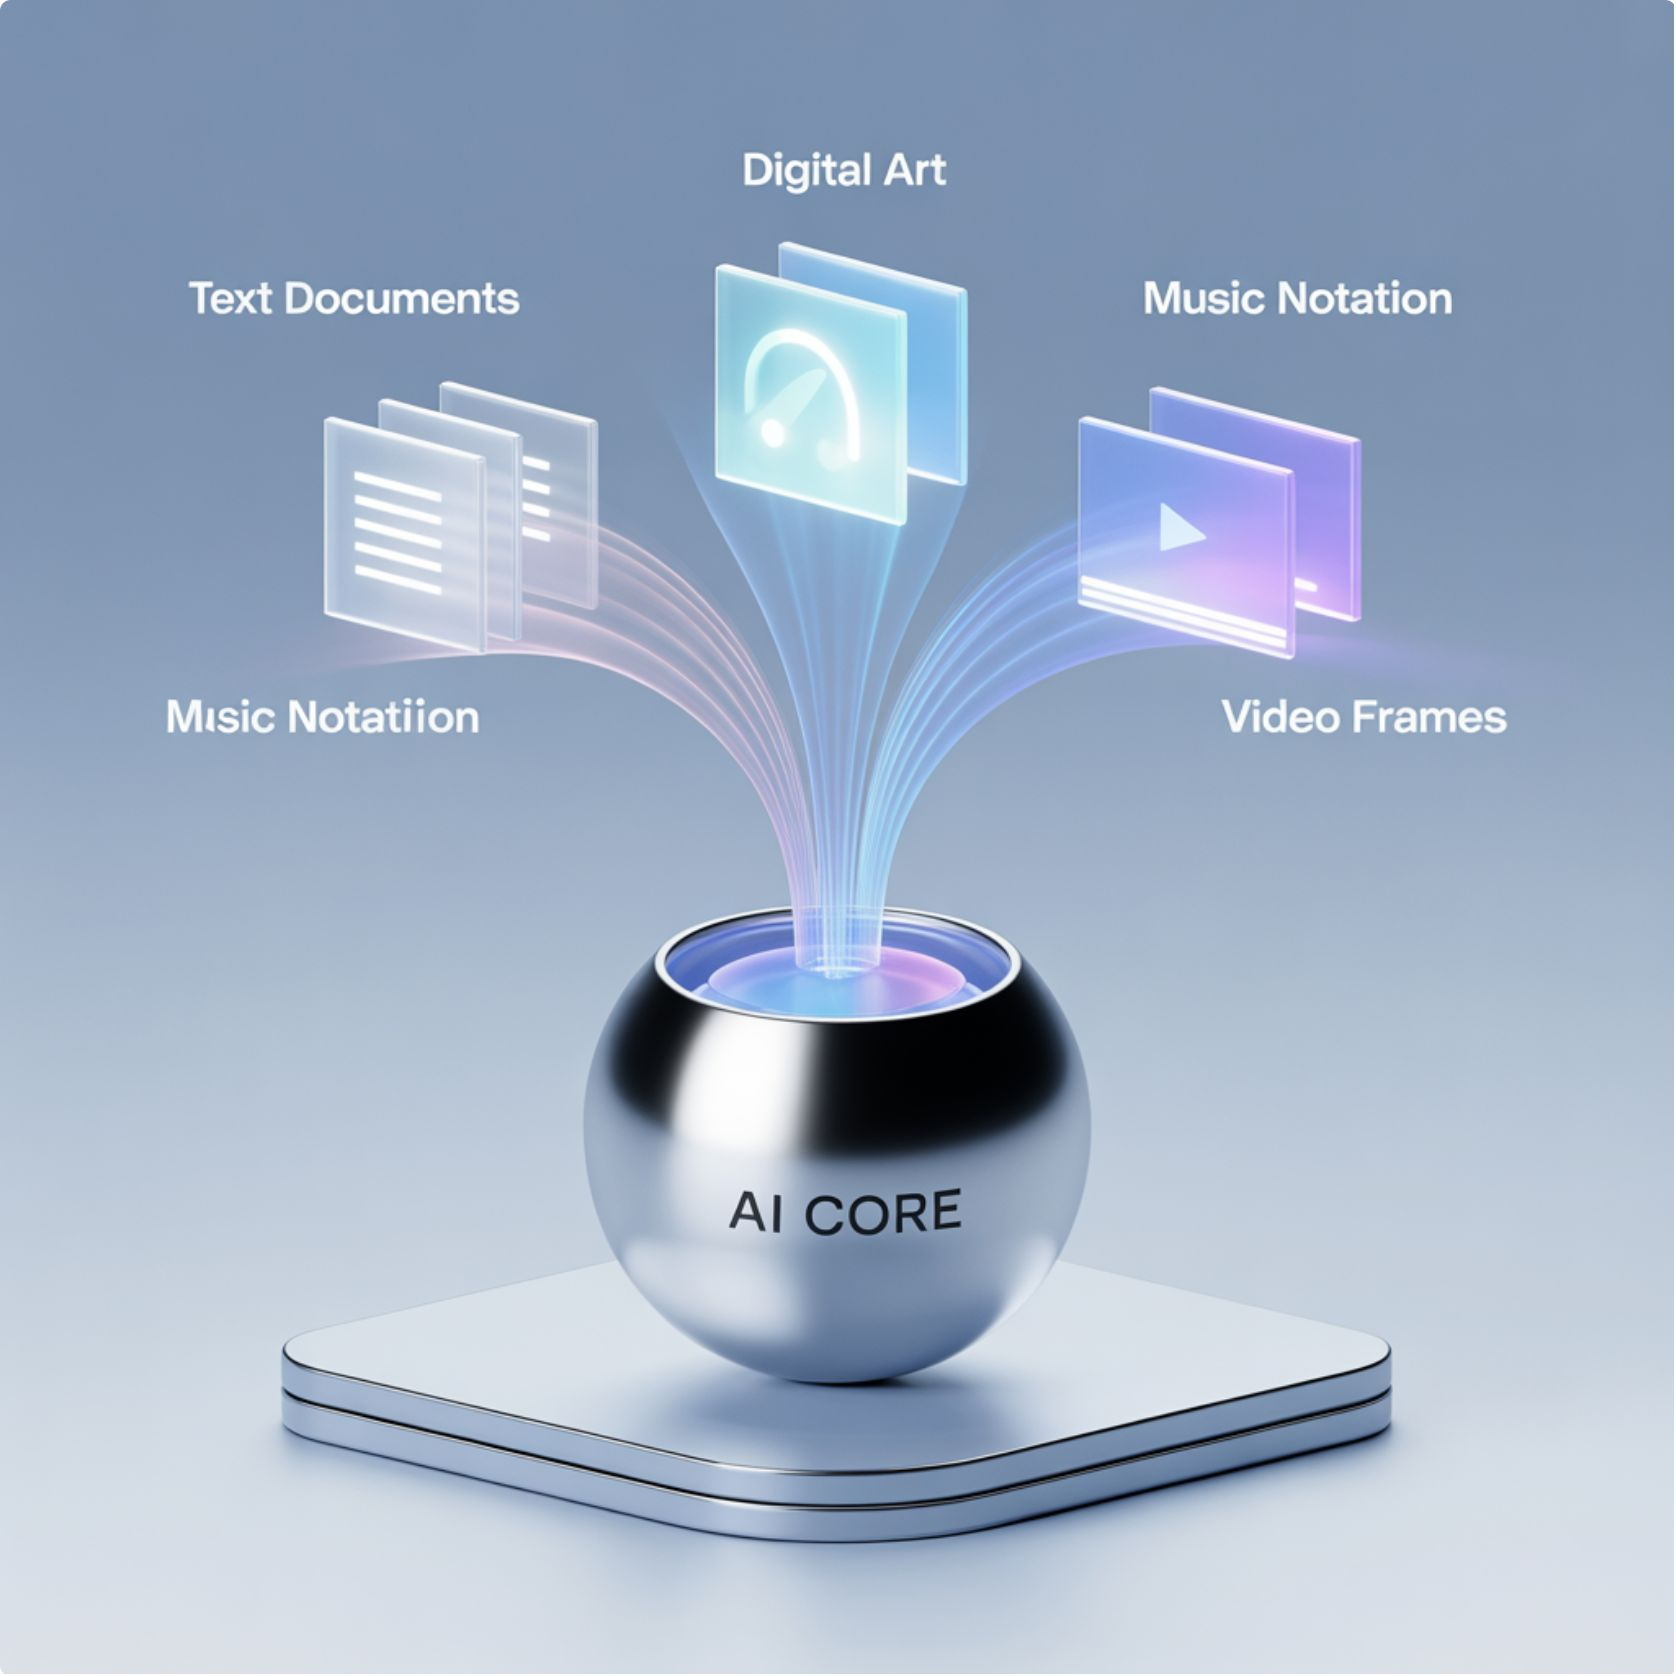 Digital Art
Text Documents
Music Notation
Mısic Notatiion
Video Frames
AI CORE